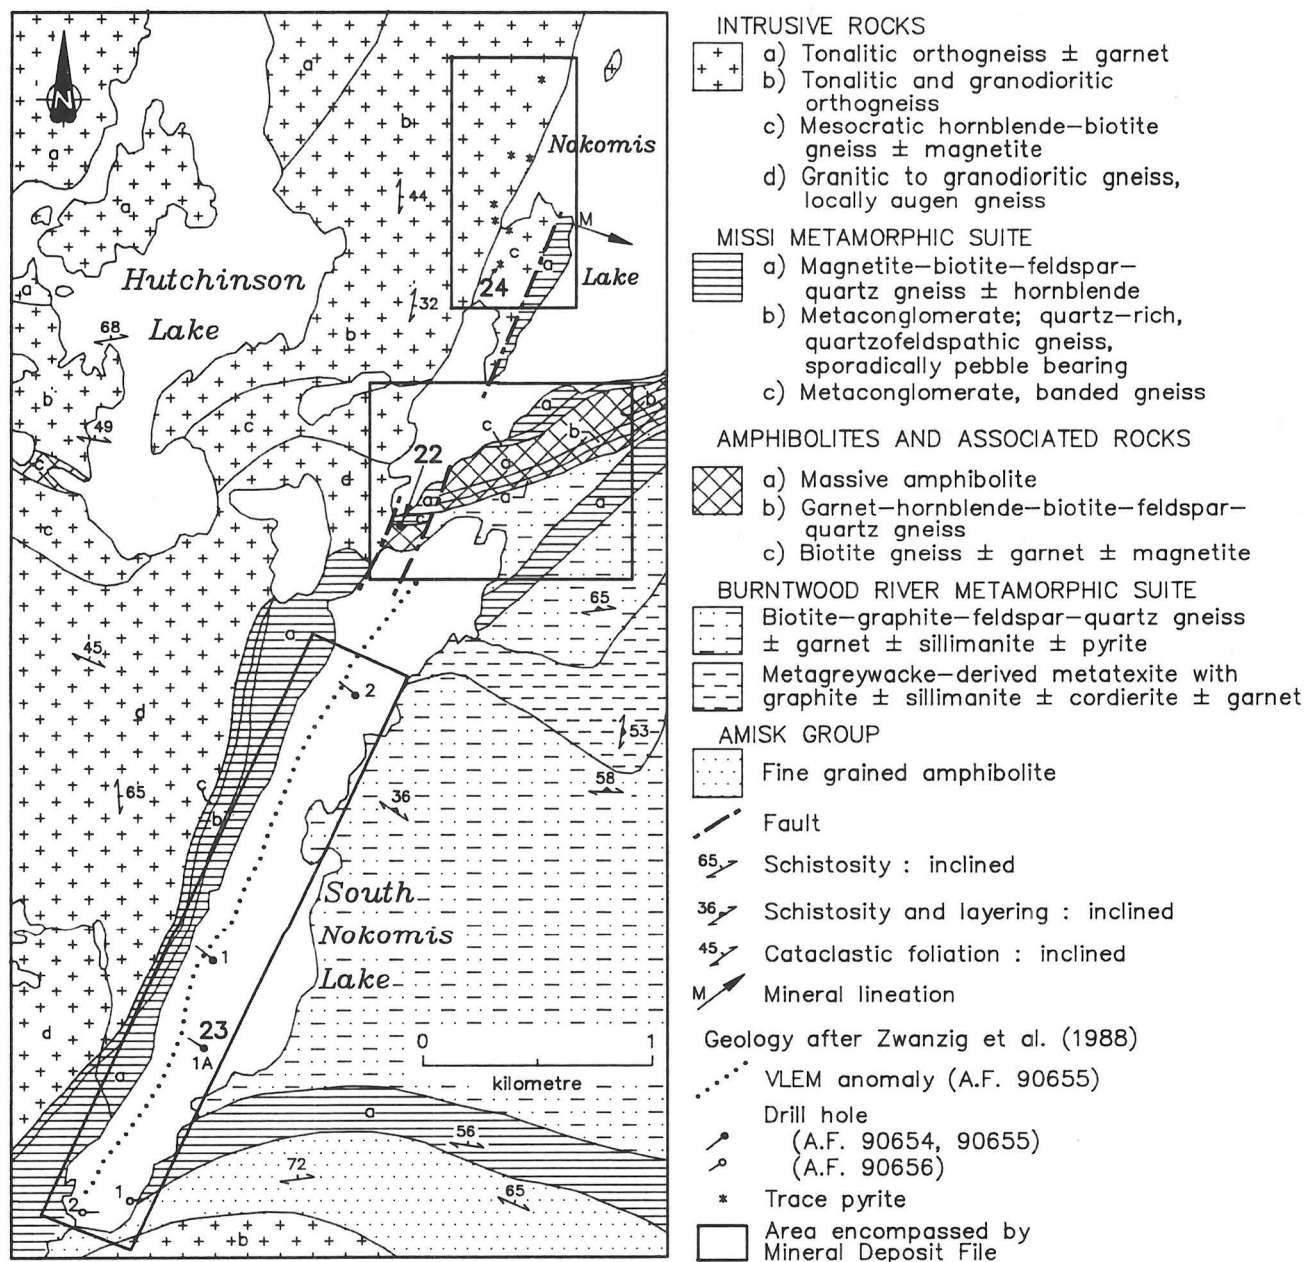 N
a
a
a
b
44
24
c
a
M
Nokomis
Lake
Hutchinson
Lake
a
68
b
49
c
c
32
b
b
c
d
22
c
a
b
b
a
a
a
a
c
65
a
45
d
65
c
b
2
53
58
36
South
Nokomis
Lake
1
23
1A
d
a
0 1
kilometre
a
56
72
65
1
2
b
INTRUSIVE ROCKS
a) Tonalitic orthogneiss ± garnet
b) Tonalitic and granodioritic
orthogneiss
c) Mesocratic hornblende-biotite
gneiss ± magnetite
d) Granitic to granodioritic gneiss,
locally augen gneiss
MISSI METAMORPHIC SUITE
a) Magnetite-biotite-feldspar-
quartz gneiss ± hornblende
b) Metaconglomerate; quartz-rich,
quartzofeldspathic gneiss,
sporadically pebble bearing
c) Metaconglomerate, banded gneiss
AMPHIBOLITES AND ASSOCIATED ROCKS
a) Massive amphibolite
b) Garnet-hornblende-biotite-feldspar-
quartz gneiss
c) Biotite gneiss ± garnet ± magnetite
BURNTWOOD RIVER METAMORPHIC SUITE
Biotite-graphite-feldspar-quartz gneiss
± garnet ± sillimanite ± pyrite
Metagreywacke-derived metatexite with
graphite ± sillimanite ± cordierite ± garnet
AMISK GROUP
Fine grained amphibolite
Fault
65 Schistosity : inclined
36 Schistosity and layering : inclined
45 Cataclastic foliation : inclined
M Mineral lineation
Geology after Zwanzig et al. (1988)
VLEM anomaly (A.F. 90655)
Drill hole
(A.F. 90654, 90655)
(A.F. 90656)
* Trace pyrite
Area encompassed by
Mineral Deposit File